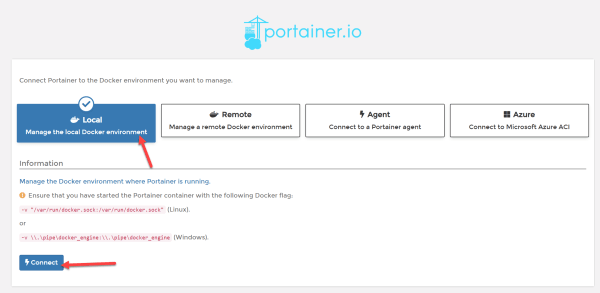 portainer.io
Connect Portainer to the Docker environment you want to manage.
Local
Manage the local Docker environment
Remote
Manage a remote Docker environment
Agent
Connect to a Portainer agent
Azure
Connect to Microsoft Azure ACI
Information
Manage the Docker environment where Portainer is running.
Ensure that you have started the Portainer container with the following Docker flag:
-v "/var/run/docker.sock:/var/run/docker.sock" (Linux).
or
-v \\.\pipe\docker_engine:\\.\pipe\docker_engine (Windows).
Connect